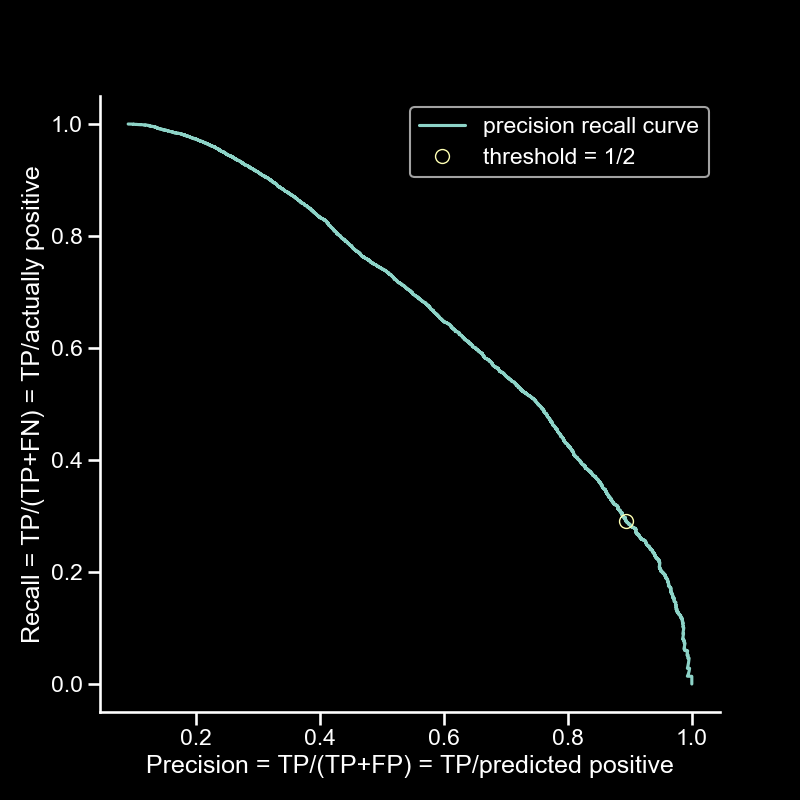 precision recall curve
threshold = 1/2
1.0
0.8
0.6
0.4
0.2
0.0
Recall = TP/(TP+FN) = TP/actually positive
0.2 0.4 0.6 0.8 1.0
Precision = TP/(TP+FP) = TP/predicted positive